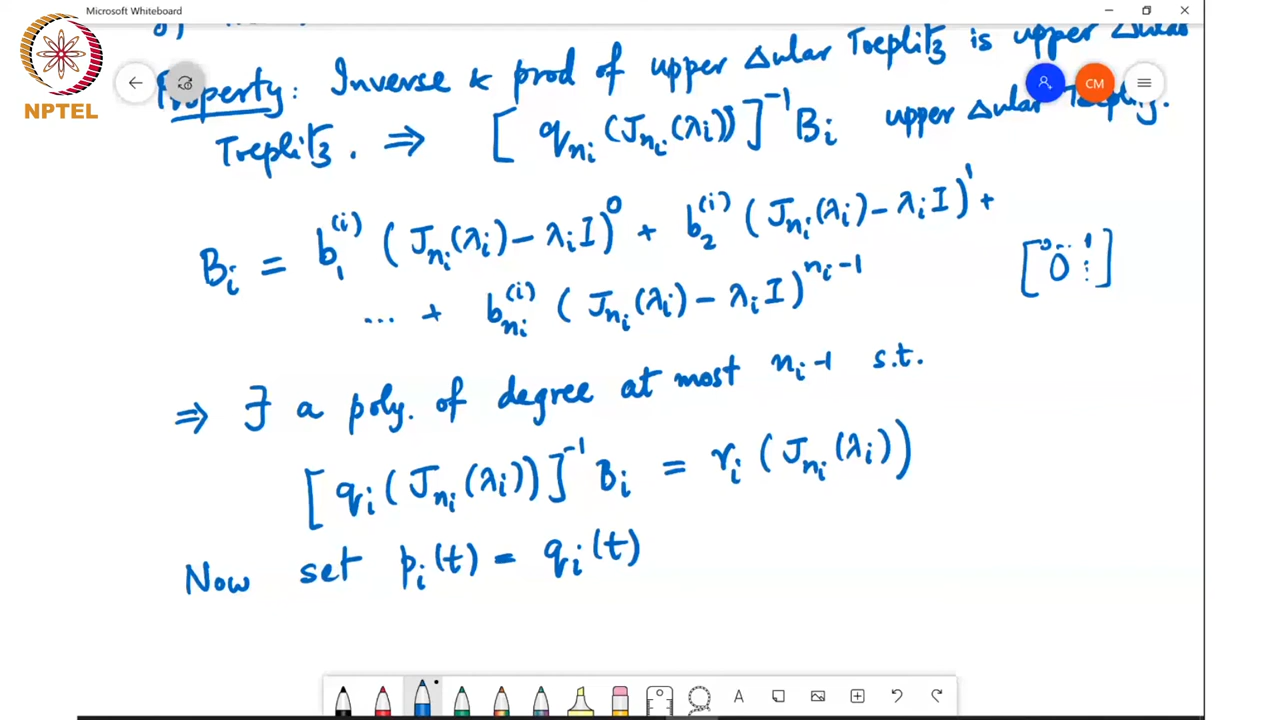 Microsoft Whiteboard
NPTEL
Property: Inverse & prod of upper Δular Toeplitz is upper Δular
Toeplitz. ⇒ [q_{n_i}(J_{n_i}(λ_i))]^{-1} B_i upper Δular Toeplitz.
B_i = b_1^{(i)} (J_{n_i}(λ_i) - λ_i I)^0 + b_2^{(i)} (J_{n_i}(λ_i) - λ_i I)^1 +
... + b_{n_i}^{(i)} (J_{n_i}(λ_i) - λ_i I)^{n_i-1}
⇒ ∃ a poly. of degree at most n_i-1 s.t.
[q_i(J_{n_i}(λ_i))]^{-1} B_i = r_i(J_{n_i}(λ_i))
Now set p_i(t) = q_i(t)
CM
A